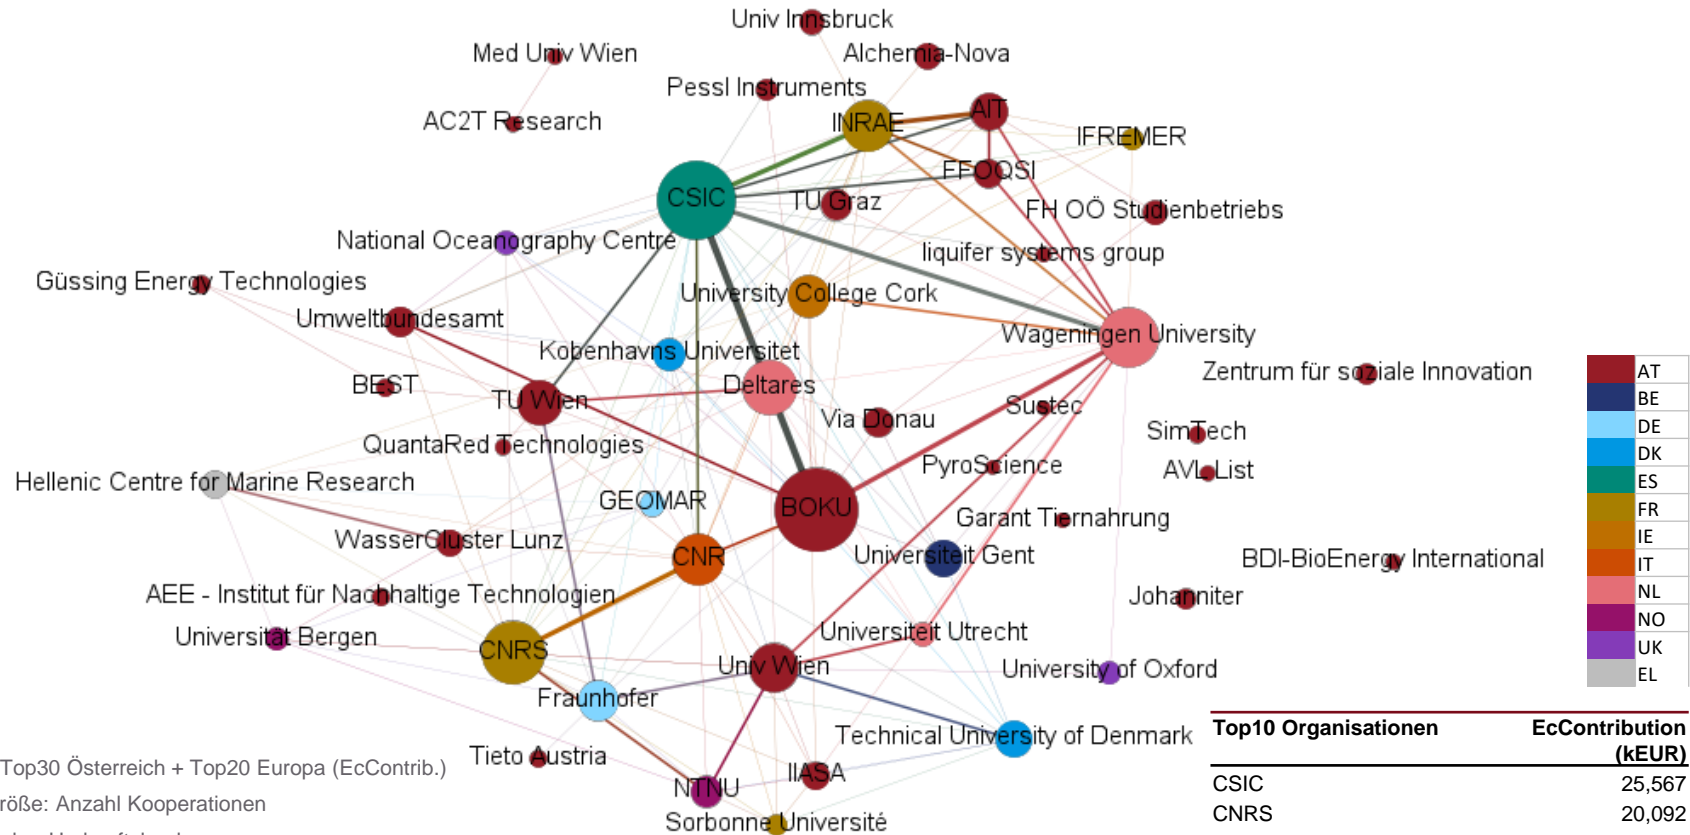 Univ Innsbruck
Med Univ Wien
Alchemia-Nova
Pessl Instruments
AC2T Research
INRAE
AIT
IFREMER
FFOQSI
CSIC
TU Graz
FH OÖ Studienbetriebs
National Oceanography Centre
liquifer systems group
Güssing Energy Technologies
University College Cork
Umweltbundesamt
Wageningen University
Kobenhavns Universitet
Zentrum für soziale Innovation
BEST
Deltares
TU Wien
Sustec
Via Donau
SimTech
QuantaRed Technologies
PyroScience
AVL List
Hellenic Centre for Marine Research
GEOMAR
BOKU
Garant Tiernahrung
WasserCluster Lunz
CNR
Universiteit Gent
BDI-BioEnergy International
AEE - Institut für Nachhaltige Technologien
Johanniter
Universität Bergen
Universiteit Utrecht
CNRS
Univ Wien
University of Oxford
Fraunhofer
Technical University of Denmark
Tieto Austria
IIASA
NTNU
Sorbonne Université
AT
BE
DE
DK
ES
FR
IE
IT
NL
NO
UK
EL
Top30 Österreich + Top20 Europa (EcContrib.)
röße: Anzahl Kooperationen
Top10 Organisationen EcContribution
(kEUR)
CSIC 25,567
CNRS 20,092